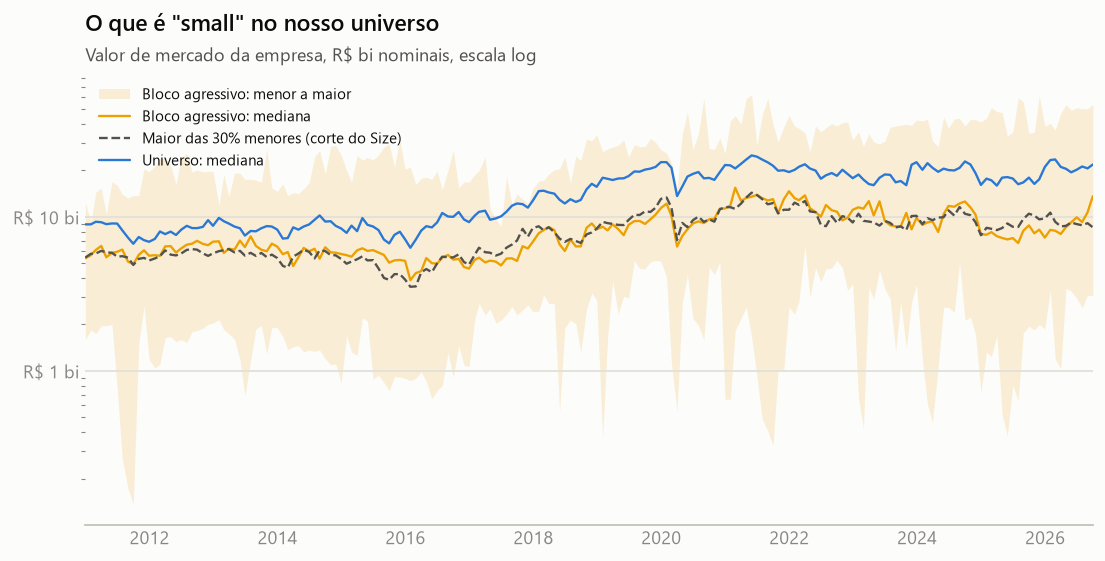 O que é "small" no nosso universo
Valor de mercado da empresa, R$ bi nominais, escala log
Bloco agressivo: menor a maior
Bloco agressivo: mediana
Maior das 30% menores (corte do Size)
Universo: mediana
R$ 10 bi
R$ 1 bi
2012 2014 2016 2018 2020 2022 2024 2026